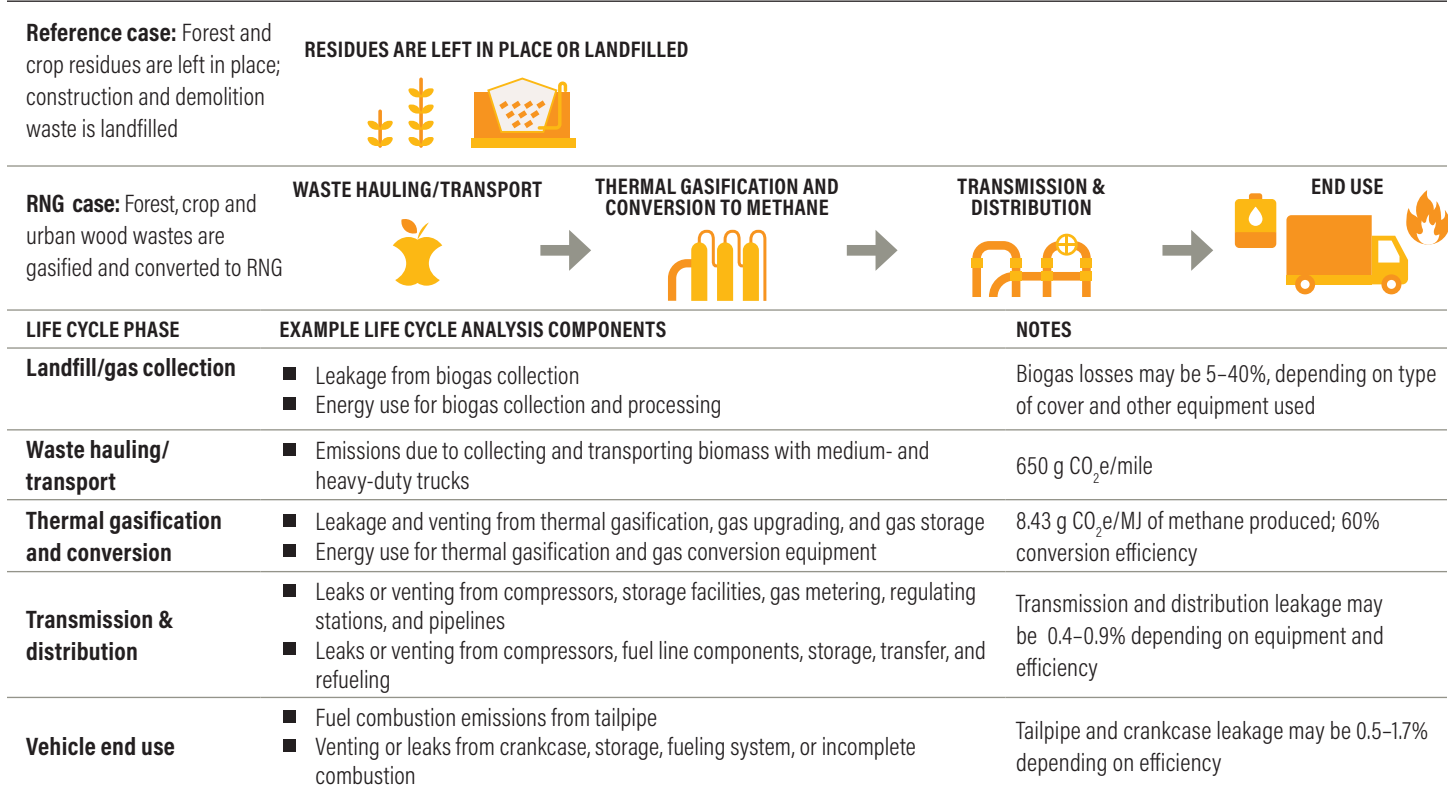 Reference case: Forest and
crop residues are left in place;
construction and demolition
waste is landfilled
RESIDUES ARE LEFT IN PLACE OR LANDFILLED
RNG case: Forest, crop and
urban wood wastes are
gasified and converted to RNG
WASTE HAULING/TRANSPORT
THERMAL GASIFICATION AND
CONVERSION TO METHANE
TRANSMISSION &
DISTRIBUTION
END USE
LIFE CYCLE PHASE
EXAMPLE LIFE CYCLE ANALYSIS COMPONENTS
NOTES
Landfill/gas collection
■ Leakage from biogas collection
■ Energy use for biogas collection and processing
Biogas losses may be 5–40%, depending on type
of cover and other equipment used
Waste hauling/
transport
■ Emissions due to collecting and transporting biomass with medium- and
heavy-duty trucks
650 g CO₂e/mile
Thermal gasification
and conversion
■ Leakage and venting from thermal gasification, gas upgrading, and gas storage
■ Energy use for thermal gasification and gas conversion equipment
8.43 g CO₂e/MJ of methane produced; 60%
conversion efficiency
Transmission &
distribution
■ Leaks or venting from compressors, storage facilities, gas metering, regulating
stations, and pipelines
■ Leaks or venting from compressors, fuel line components, storage, transfer, and
refueling
Transmission and distribution leakage may
be 0.4–0.9% depending on equipment and
efficiency
Vehicle end use
■ Fuel combustion emissions from tailpipe
■ Venting or leaks from crankcase, storage, fueling system, or incomplete
combustion
Tailpipe and crankcase leakage may be 0.5–1.7%
depending on efficiency